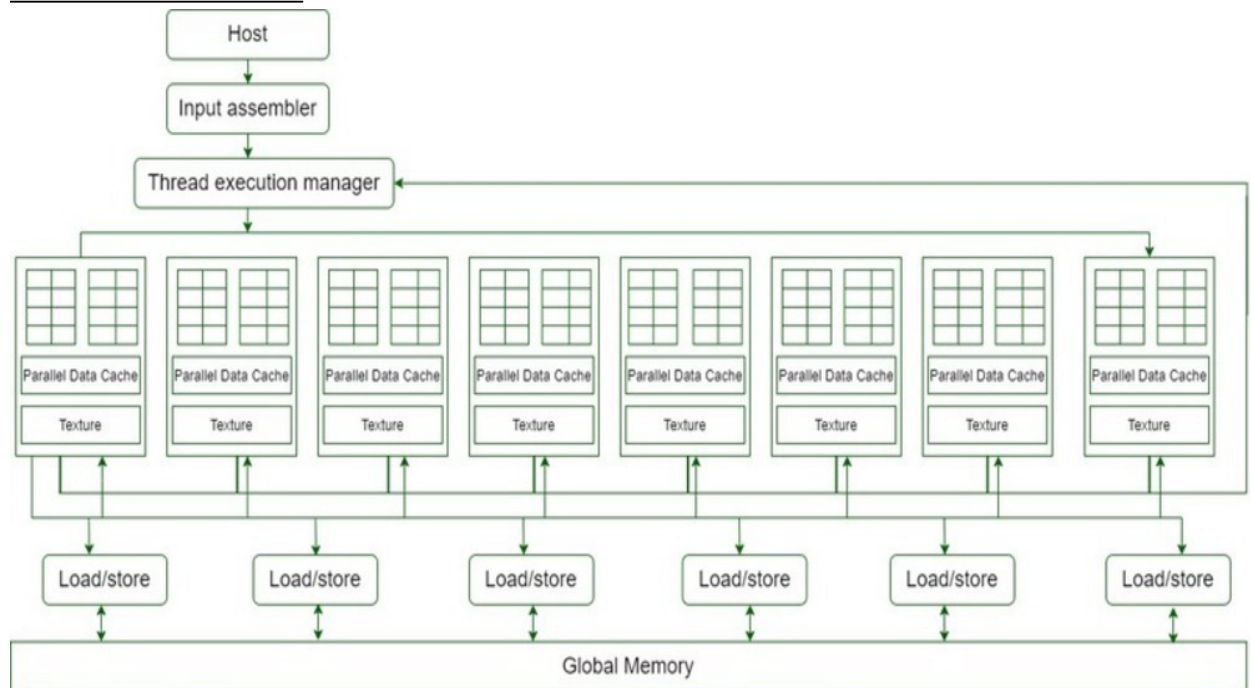 Host
Input assembler
Thread execution manager
Parallel Data Cache
Parallel Data Cache
Parallel Data Cache
Parallel Data Cache
Parallel Data Cache
Parallel Data Cache
Parallel Data Cache
Parallel Data Cache
Texture
Texture
Texture
Texture
Texture
Texture
Texture
Texture
Load/store
Load/store
Load/store
Load/store
Load/store
Load/store
Global Memory